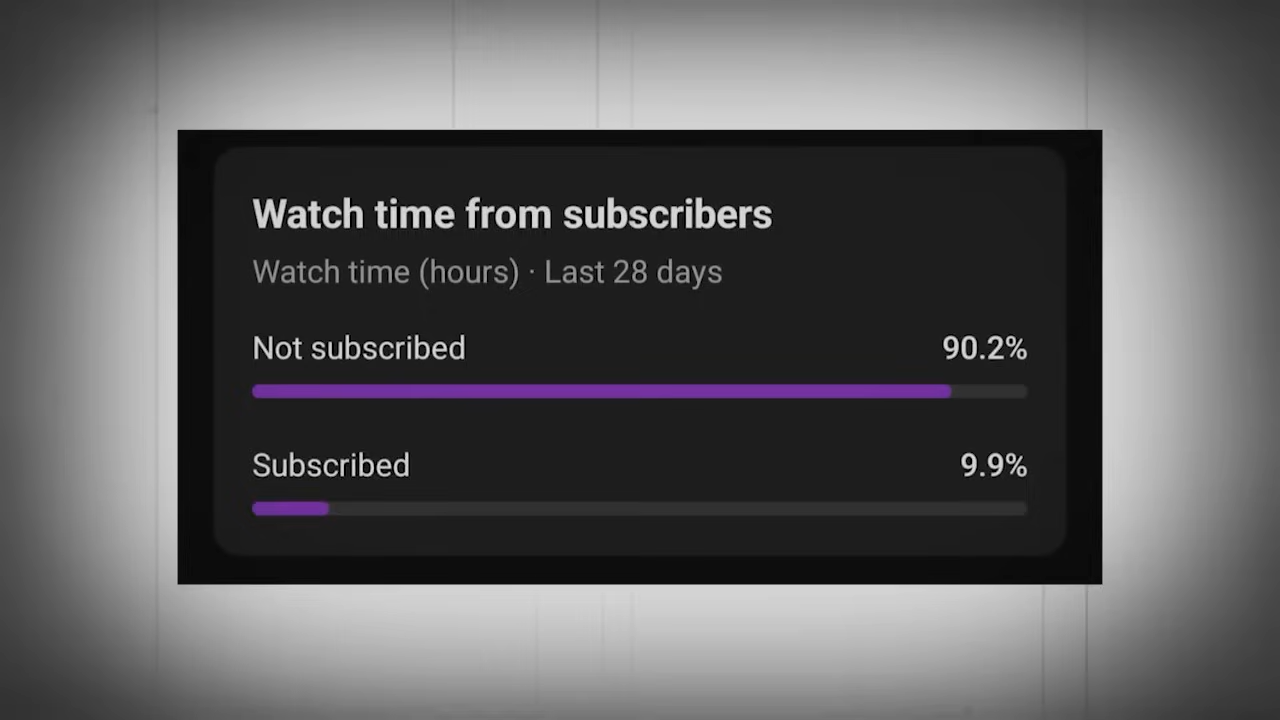 Watch time from subscribers
Watch time (hours) · Last 28 days
Not subscribed 90.2%
Subscribed 9.9%